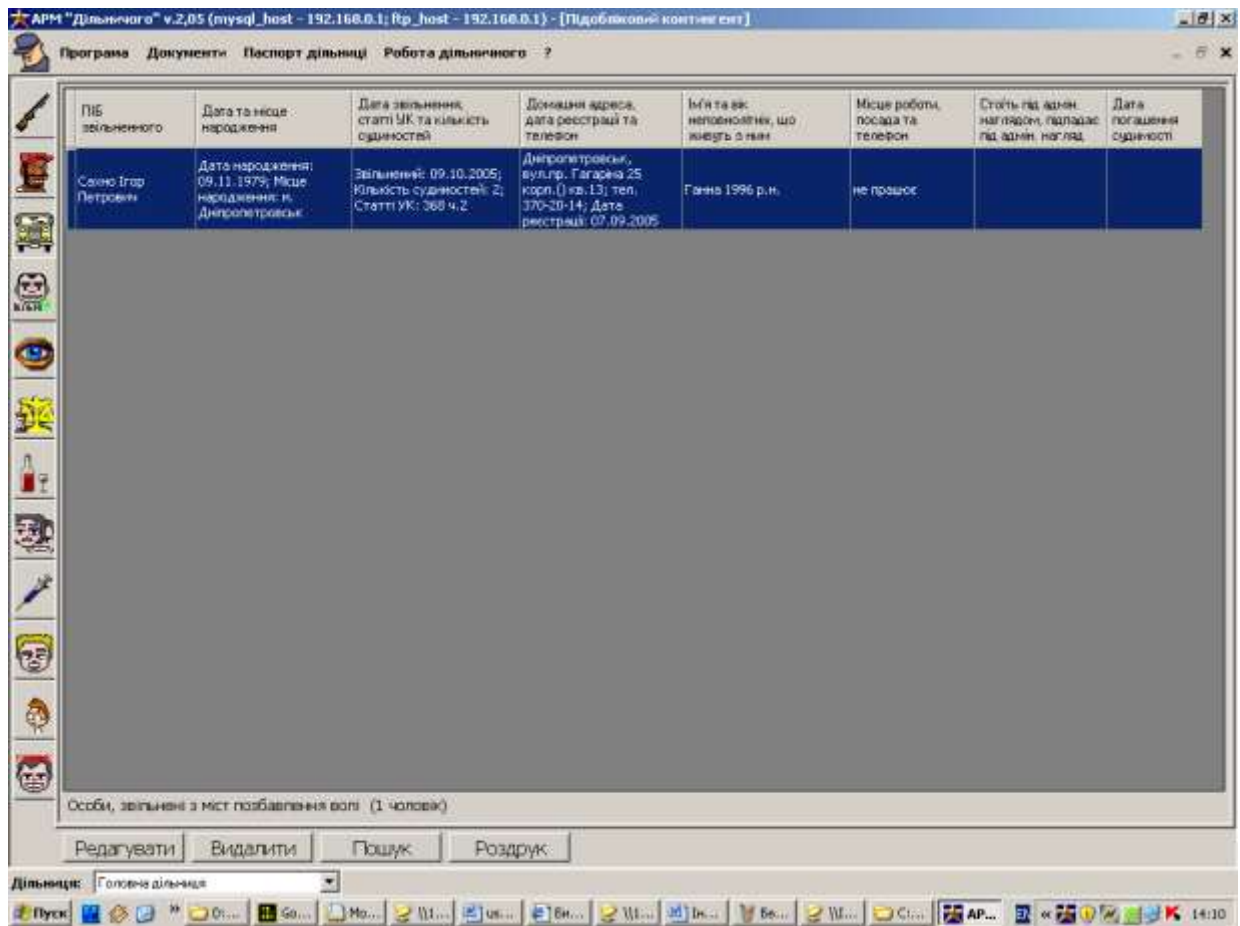 АРМ "Дільничого" v.2,05 (mysql_host - 192.168.0.1; ftp_host - 192.168.0.1) - [Підобліковий контингент]
Програма Документи Паспорт дільниці Робота дільничного ?
ПІБ звільненного
Дата та місце народження
Дата звільнення, статті УК та кількість судимостей
Домашня адреса, дата реєстрації та телефон
Ім'я та вік неповнолітніх, що живуть з ним
Місце роботи, посада та телефон
Стоїть під адмін. наглядом, підпадає під адмін. нагляд
Дата погашення судимості
Сахно Ігор Петрович
Дата народження: 09.11.1979; Місце народження: м. Дніпропетровськ
Звільнений: 09.10.2005; Кількість судимостей: 2; Статті УК: 368 ч.2
Дніпропетровськ, вул.пр. Гагаріна 25 корп.() кв.13; тел. 370-20-14; Дата реєстрації: 07.09.2005
Ганна 1996 р.н.
не працює
Особи, звільнені з міст позбавлення волі (1 чоловік)
Редагувати Видалити Пошук Роздрук
Дільниця: Головна дільниця
Пуск
АР...
14:10